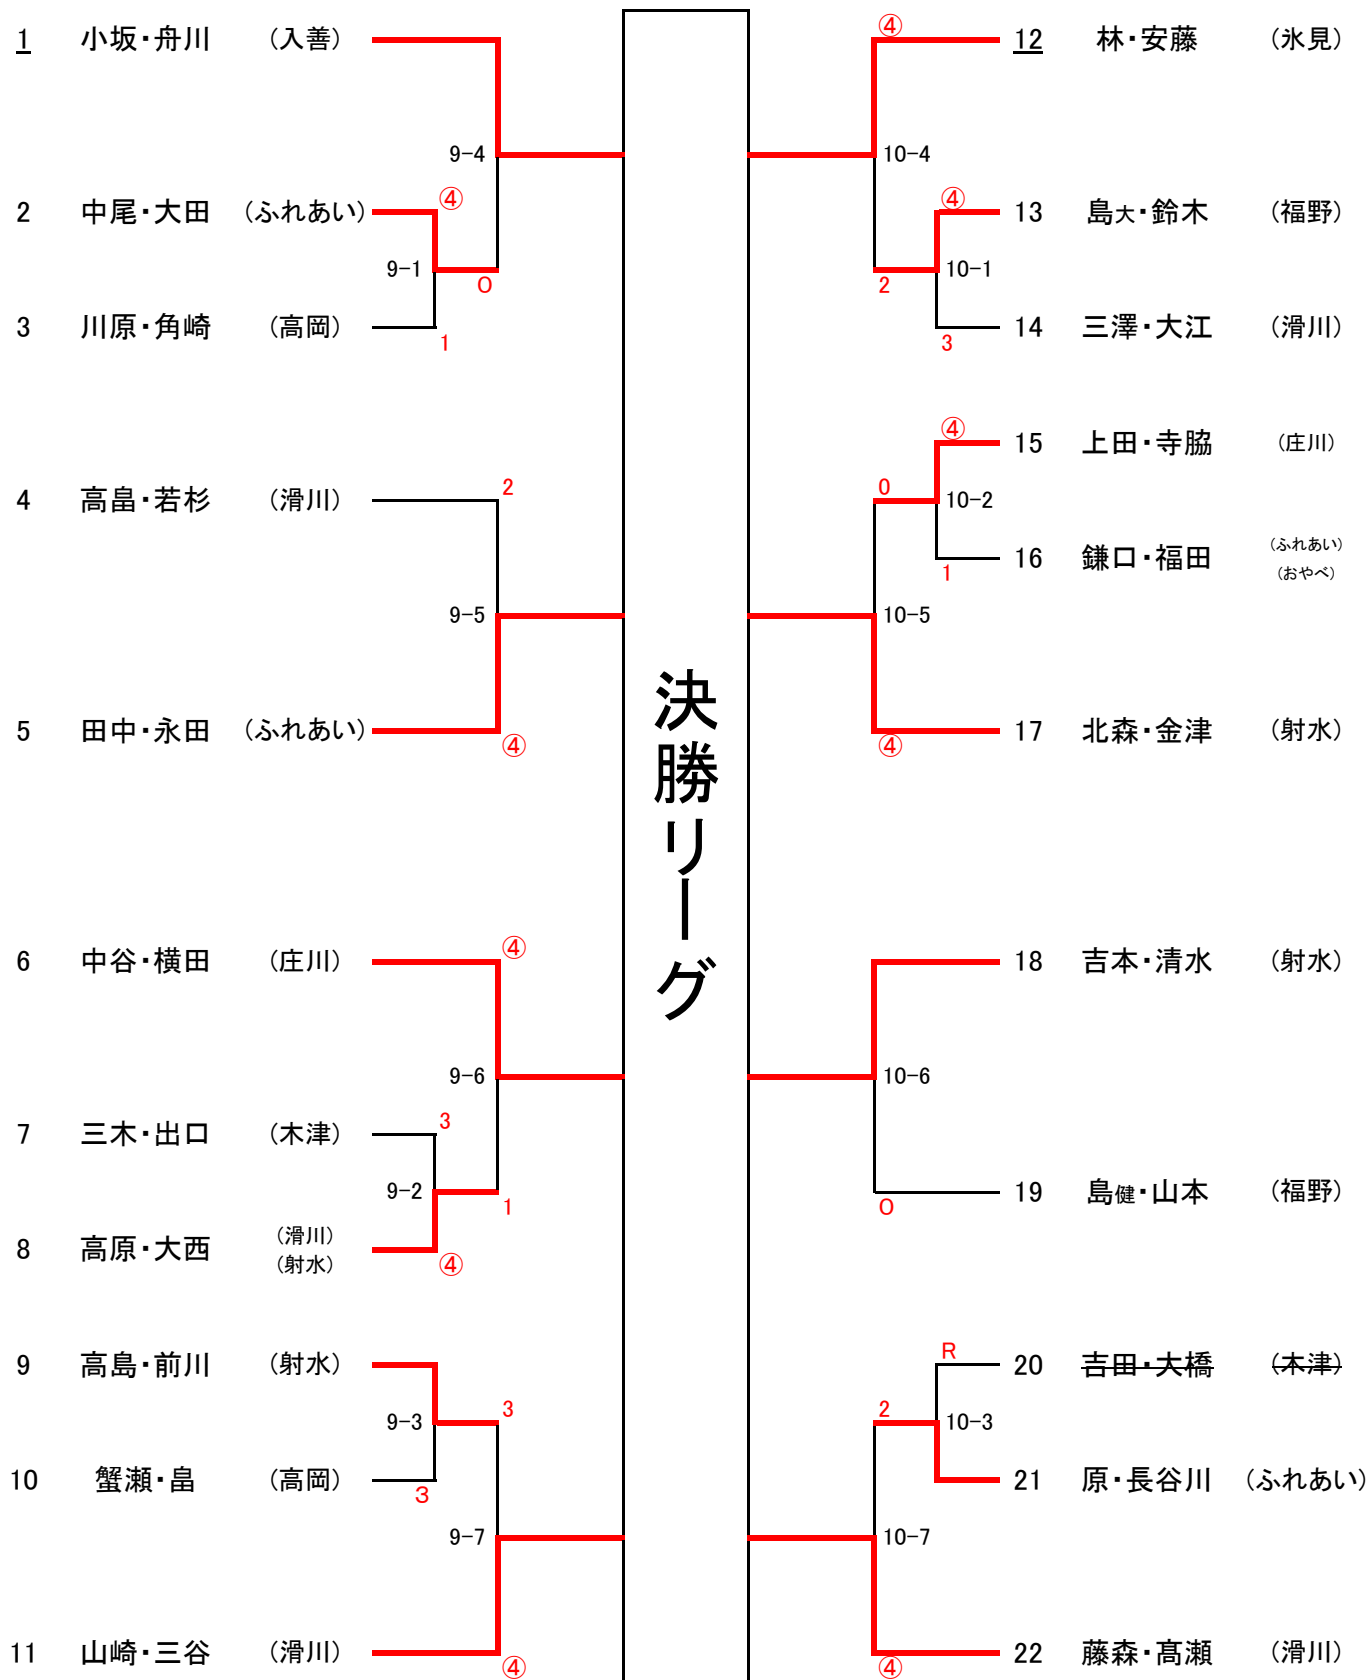 1 小坂・舟川 （入善）
9-4
2 中尾・大田 （ふれあい） ④
9-1
0
3 川原・角崎 （高岡）
1
4 高畠・若杉 （滑川） 2
9-5
5 田中・永田 （ふれあい）
④
6 中谷・横田 （庄川） ④
9-6
7 三木・出口 （木津） 3
9-2
1
8 高原・大西 （滑川）
（射水）
④
9 高島・前川 （射水）
9-3
3
10 蟹瀬・畠 （高岡）
3
9-7
11 山崎・三谷 （滑川）
④
決勝リーグ
④
12 林・安藤 （氷見）
10-4
④
13 島大・鈴木 （福野）
10-1
2
14 三澤・大江 （滑川）
3
④
15 上田・寺脇 （庄川）
0
10-2
16 鎌口・福田 （ふれあい）
（おやべ）
1
10-5
17 北森・金津 （射水）
④
18 吉本・清水 （射水）
10-6
19 島健・山本 （福野）
0
R
20 吉田・大橋 （木津）
2
10-3
21 原・長谷川 （ふれあい）
10-7
22 藤森・髙瀬 （滑川）
④